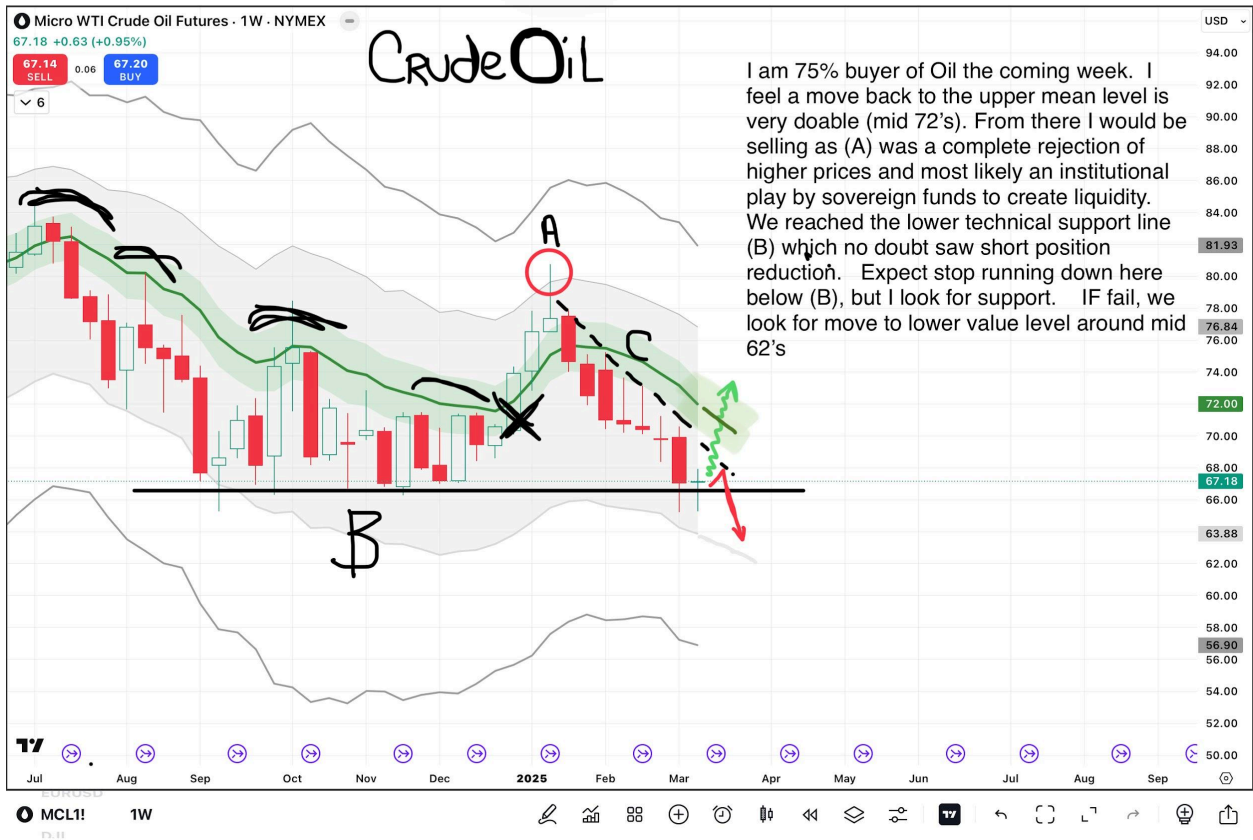 Micro WTI Crude Oil Futures · 1W · NYMEX
67.18 +0.63 (+0.95%)
67.14
SELL
0.06
67.20
BUY
6
Crude Oil
USD
I am 75% buyer of Oil the coming week. I
feel a move back to the upper mean level is
very doable (mid 72's). From there I would be
selling as (A) was a complete rejection of
higher prices and most likely an institutional
play by sovereign funds to create liquidity.
We reached the lower technical support line
(B) which no doubt saw short position
reduction. Expect stop running down here
below (B), but I look for support. IF fail, we
look for move to lower value level around mid
62's
A
C
B
94.00
92.00
90.00
88.00
86.00
84.00
81.93
80.00
78.00
76.84
76.00
74.00
72.00
70.00
68.00
67.18
66.00
63.88
62.00
60.00
58.00
56.90
56.00
54.00
52.00
50.00
Jul Aug Sep Oct Nov Dec 2025 Feb Mar Apr May Jun Jul Aug Sep
EURUSD
MCL1! 1W
DJI